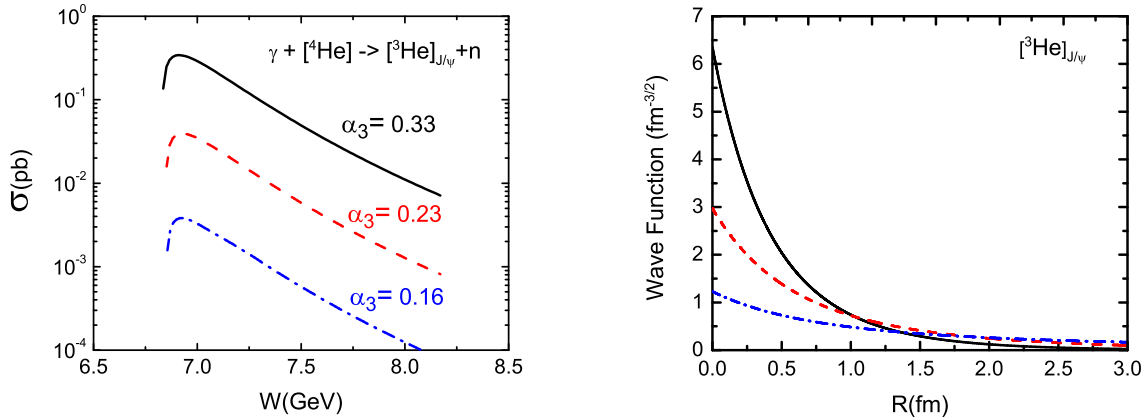 γ + [⁴He] -> [³He]J/ψ+n
10⁰
10⁻¹
10⁻²
10⁻³
10⁻⁴
σ(pb)
α₃= 0.33
α₃= 0.23
α₃= 0.16
6.5 7.0 7.5 8.0 8.5
W(GeV)
[³He]J/ψ
7
6
5
4
3
2
1
0
Wave Function (fm⁻³/²)
0.0 0.5 1.0 1.5 2.0 2.5 3.0
R(fm)